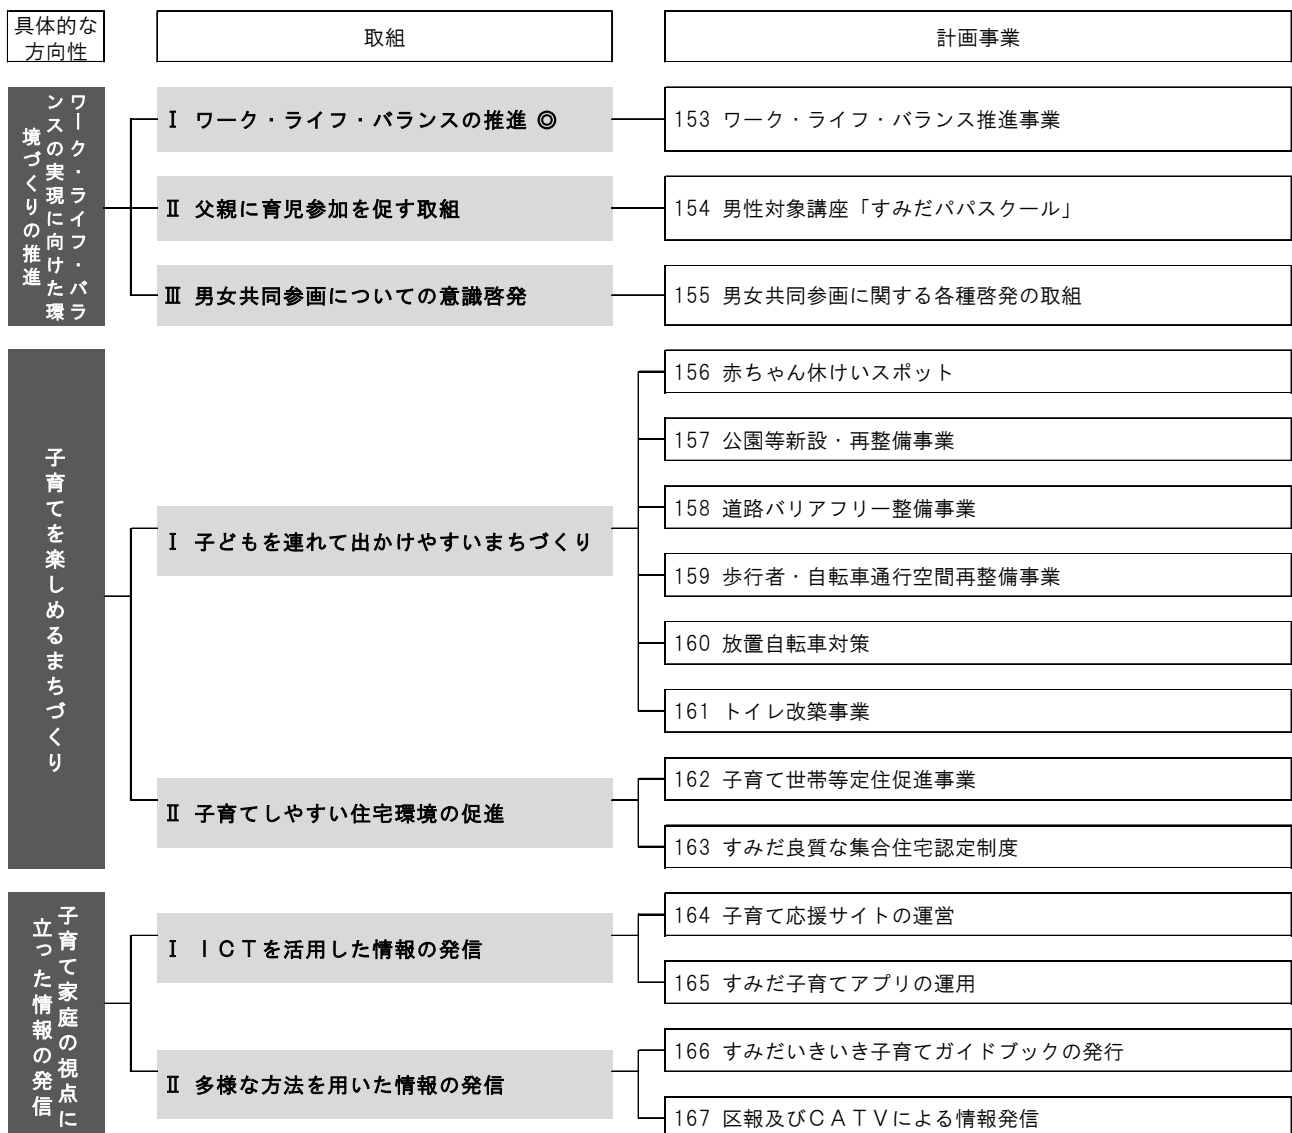 具体的な
方向性
取組
計画事業
ワーク・ライフ・バラ
ンスの実現に向けた環
境づくりの推進
Ⅰ ワーク・ライフ・バランスの推進 ◎
153 ワーク・ライフ・バランス推進事業
Ⅱ 父親に育児参加を促す取組
154 男性対象講座「すみだパパスクール」
Ⅲ 男女共同参画についての意識啓発
155 男女共同参画に関する各種啓発の取組
子育てを楽しめるまちづくり
Ⅰ 子どもを連れて出かけやすいまちづくり
156 赤ちゃん休けいスポット
157 公園等新設・再整備事業
158 道路バリアフリー整備事業
159 歩行者・自転車通行空間再整備事業
160 放置自転車対策
161 トイレ改築事業
Ⅱ 子育てしやすい住宅環境の促進
162 子育て世帯等定住促進事業
163 すみだ良質な集合住宅認定制度
子育て家庭の視点に
立った情報の発信
Ⅰ ＩＣＴを活用した情報の発信
164 子育て応援サイトの運営
165 すみだ子育てアプリの運用
Ⅱ 多様な方法を用いた情報の発信
166 すみだいきいき子育てガイドブックの発行
167 区報及びＣＡＴＶによる情報発信